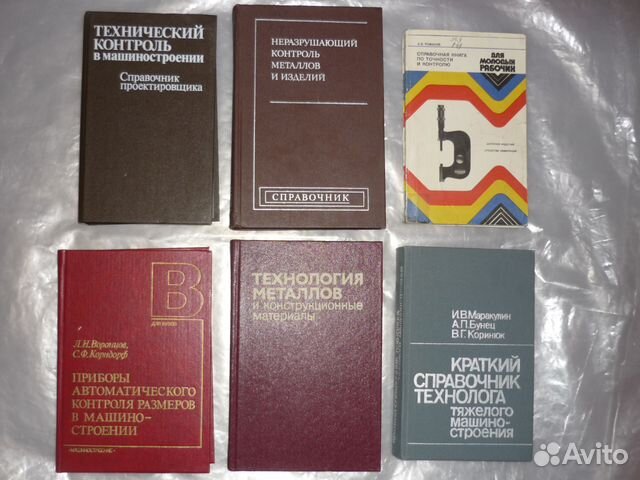 ТЕХНИЧЕСКИЙ
КОНТРОЛЬ
в машиностроении
Справочник
проектировщика
НЕРАЗРУШАЮЩИЙ
КОНТРОЛЬ
МЕТАЛЛОВ
И ИЗДЕЛИЙ
СПРАВОЧНИК
СПРАВОЧНАЯ КНИГА
ПО ТОЧНОСТИ
И КОНТРОЛЮ
ДЛЯ
МОЛОДЫХ
РАБОЧИХ
В
ДЛЯ ВУЗОВ
Л.Н. Воронцов,
С.Ф. Корндорф
ПРИБОРЫ
АВТОМАТИЧЕСКОГО
КОНТРОЛЯ РАЗМЕРОВ
В МАШИНО-
СТРОЕНИИ
«МАШИНОСТРОЕНИЕ»
ТЕХНОЛОГИЯ
МЕТАЛЛОВ
и конструкционные
материалы
И.В. Маракулин
А.П. Бунец
В.Г. Коринюк
КРАТКИЙ
СПРАВОЧНИК
ТЕХНОЛОГА
тяжелого
машино-
строения
Avito